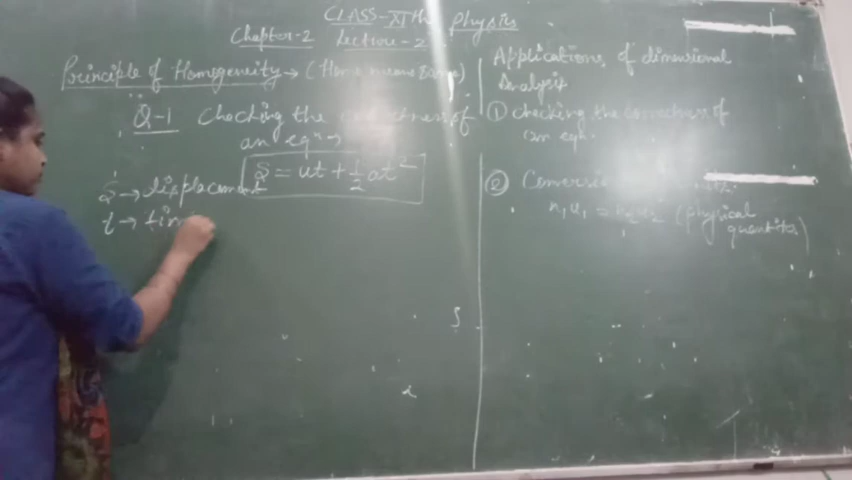 CLASS-XIth Physics
Chapter-2 Lecture-2
Principle of Homogeneity → (Homo means same)
Q-1 Checking the correctness of
an eqⁿ →
S = ut + 1/2 at²
S → displacement
t → tim
Applications of dimensional
Analysis
① Checking the correctness of
an eqⁿ.
② Conversi
n₁u₁ = n₂u₂ (physical
quantity)